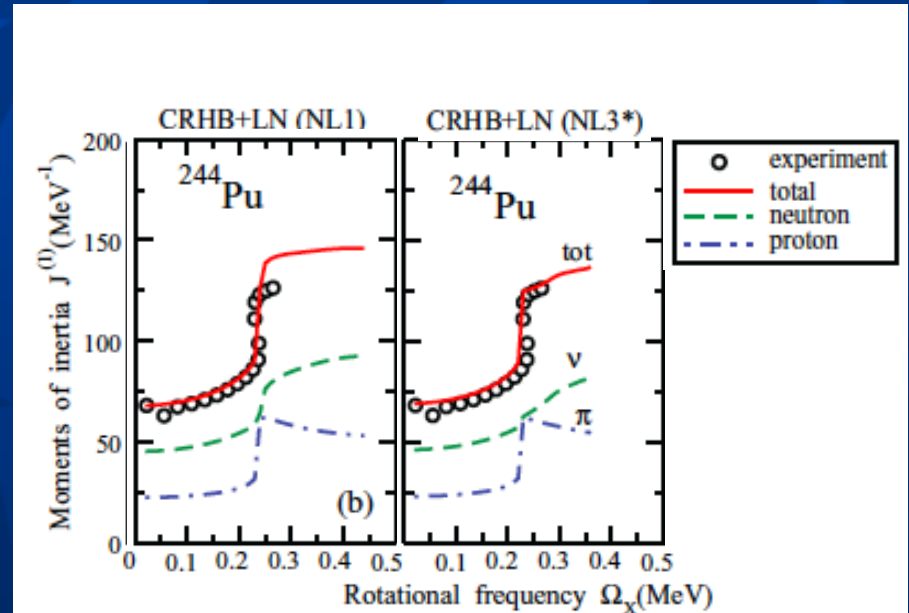 CRHB+LN (NL1)
CRHB+LN (NL3*)
200
150
100
50
0
Moments of inertia J⁽¹⁾(MeV⁻¹)
²⁴⁴Pu
(b)
²⁴⁴Pu
tot
ν
π
experiment
total
neutron
proton
0 0.1 0.2 0.3 0.4 0.5
0.1 0.2 0.3 0.4 0.5
Rotational frequency Ωₓ(MeV)